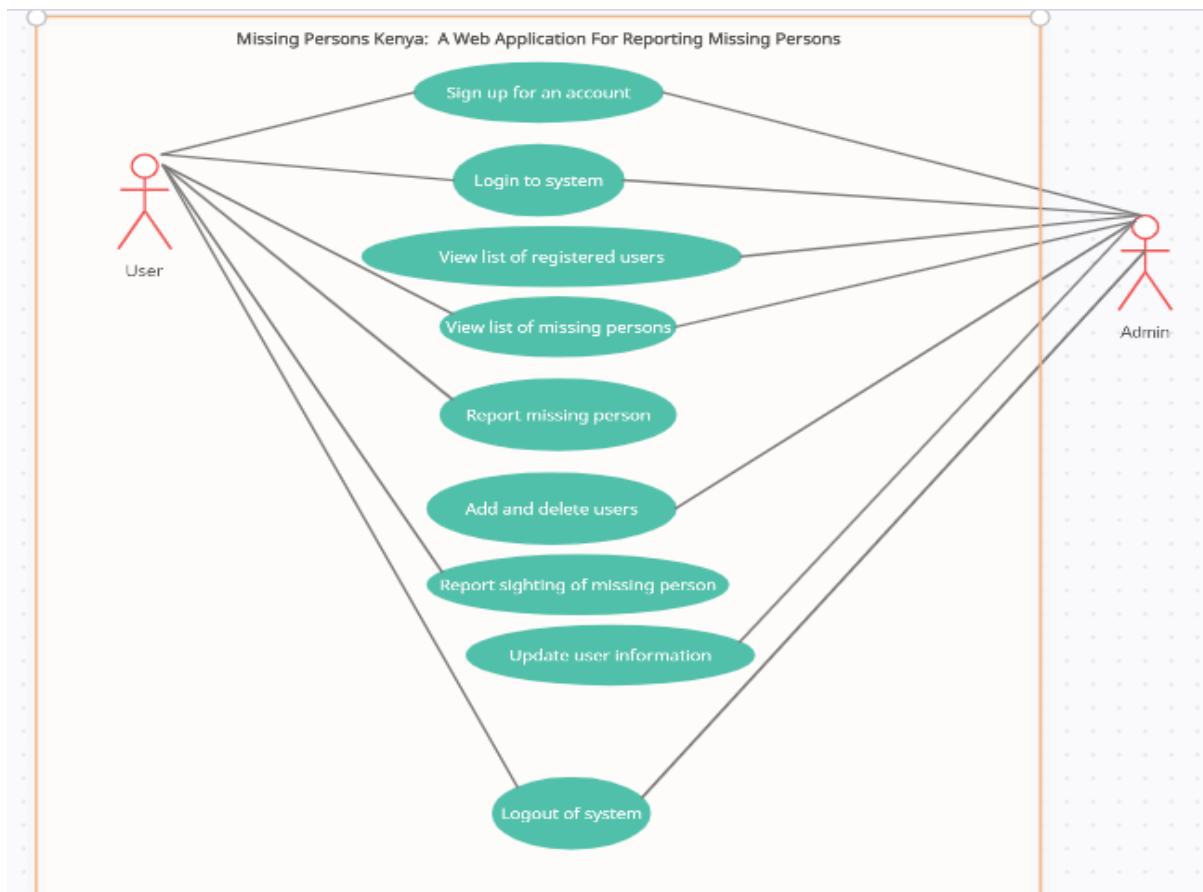 Missing Persons Kenya: A Web Application For Reporting Missing Persons
Sign up for an account
Login to system
User
View list of registered users
View list of missing persons
Admin
Report missing person
Add and delete users
Report sighting of missing person
Update user information
Logout of system